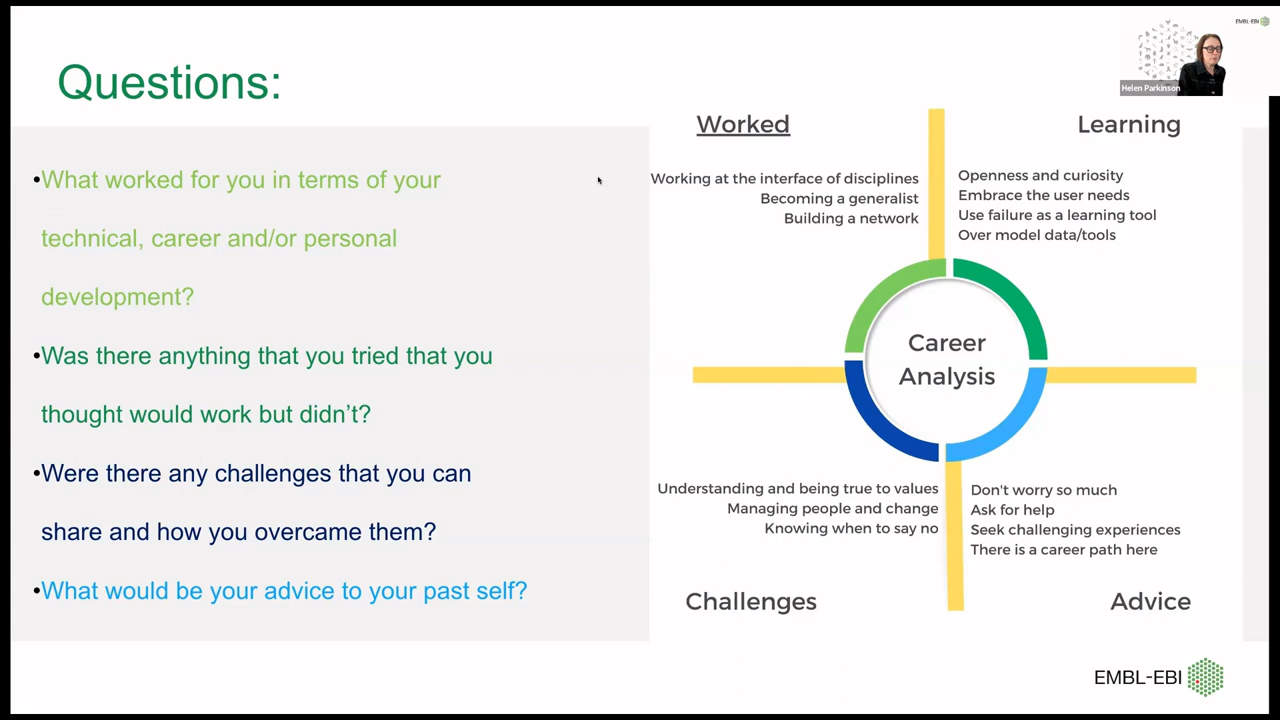 Questions:
•What worked for you in terms of your
technical, career and/or personal
development?
•Was there anything that you tried that you
thought would work but didn’t?
•Were there any challenges that you can
share and how you overcame them?
•What would be your advice to your past self?
EMBL-EBI
Helen Parkinson
Worked
Working at the interface of disciplines
Becoming a generalist
Building a network
Learning
Openness and curiosity
Embrace the user needs
Use failure as a learning tool
Over model data/tools
Career
Analysis
Understanding and being true to values
Managing people and change
Knowing when to say no
Challenges
Don't worry so much
Ask for help
Seek challenging experiences
There is a career path here
Advice
EMBL-EBI